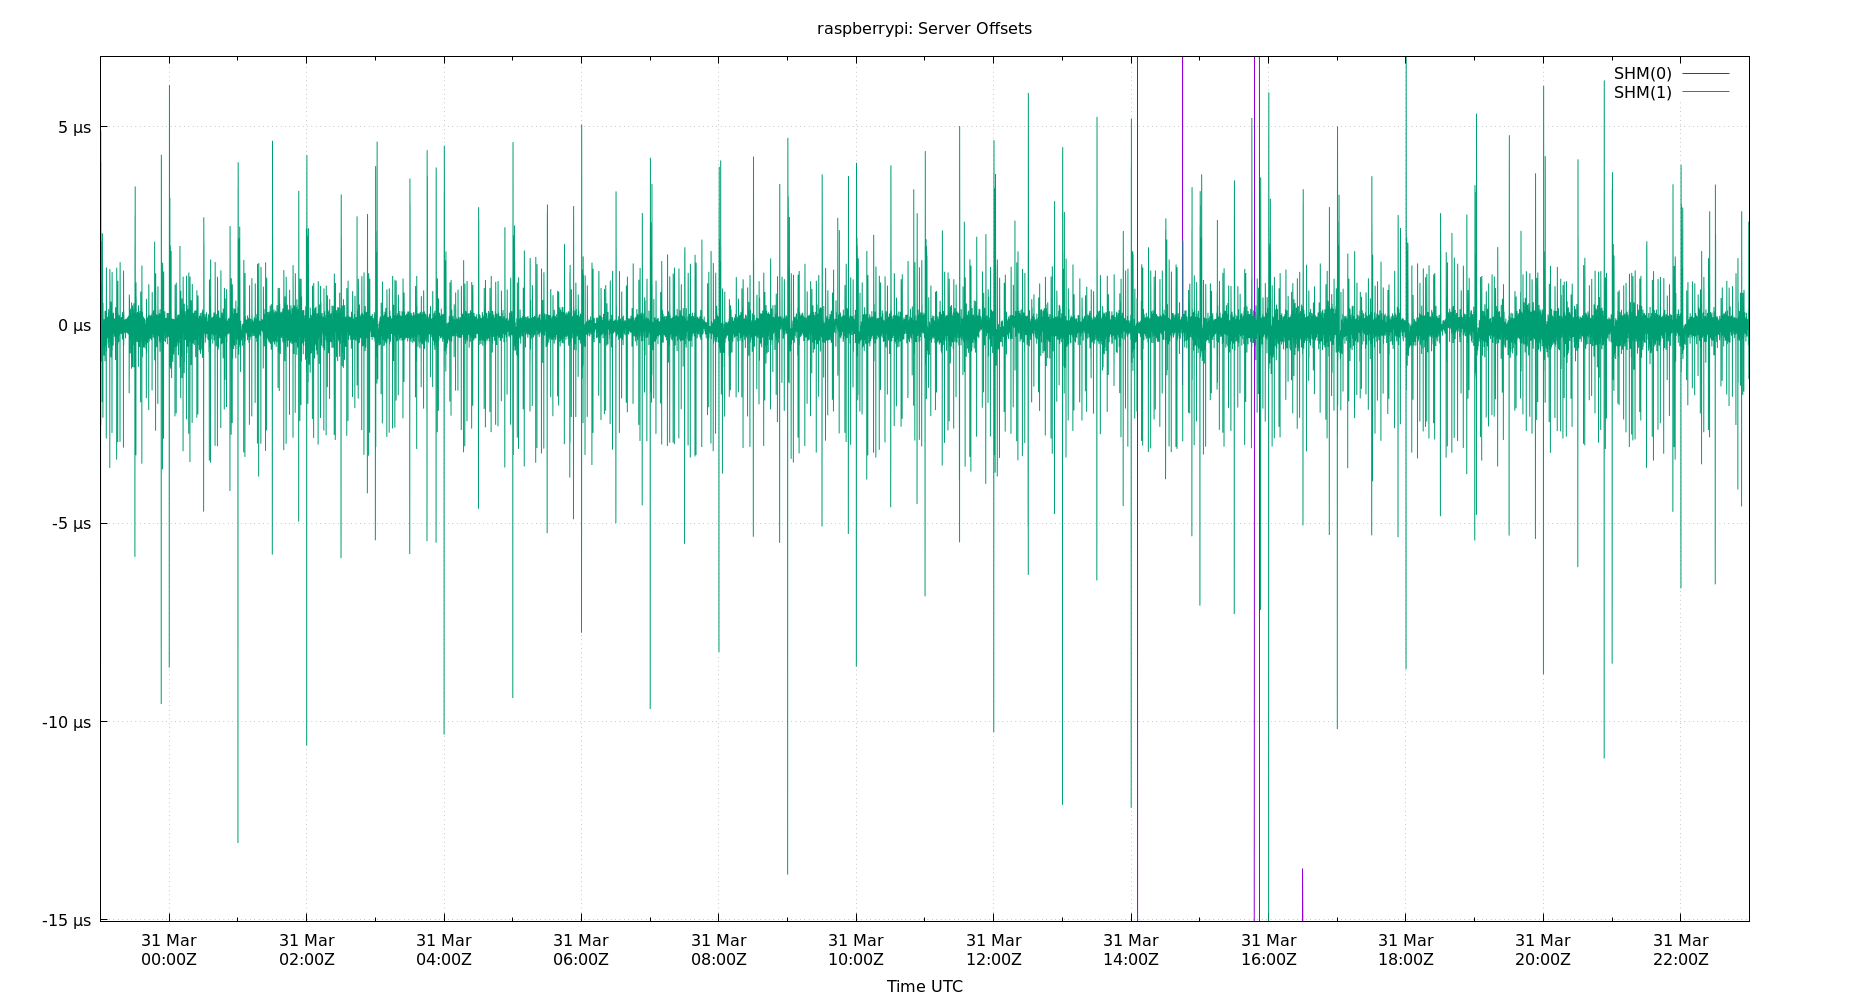 raspberrypi: Server Offsets
SHM(0)
SHM(1)
5 µs
0 µs
-5 µs
-10 µs
-15 µs
31 Mar 31 Mar 31 Mar 31 Mar 31 Mar 31 Mar 31 Mar 31 Mar 31 Mar 31 Mar 31 Mar 31 Mar
00:00Z 02:00Z 04:00Z 06:00Z 08:00Z 10:00Z 12:00Z 14:00Z 16:00Z 18:00Z 20:00Z 22:00Z
Time UTC